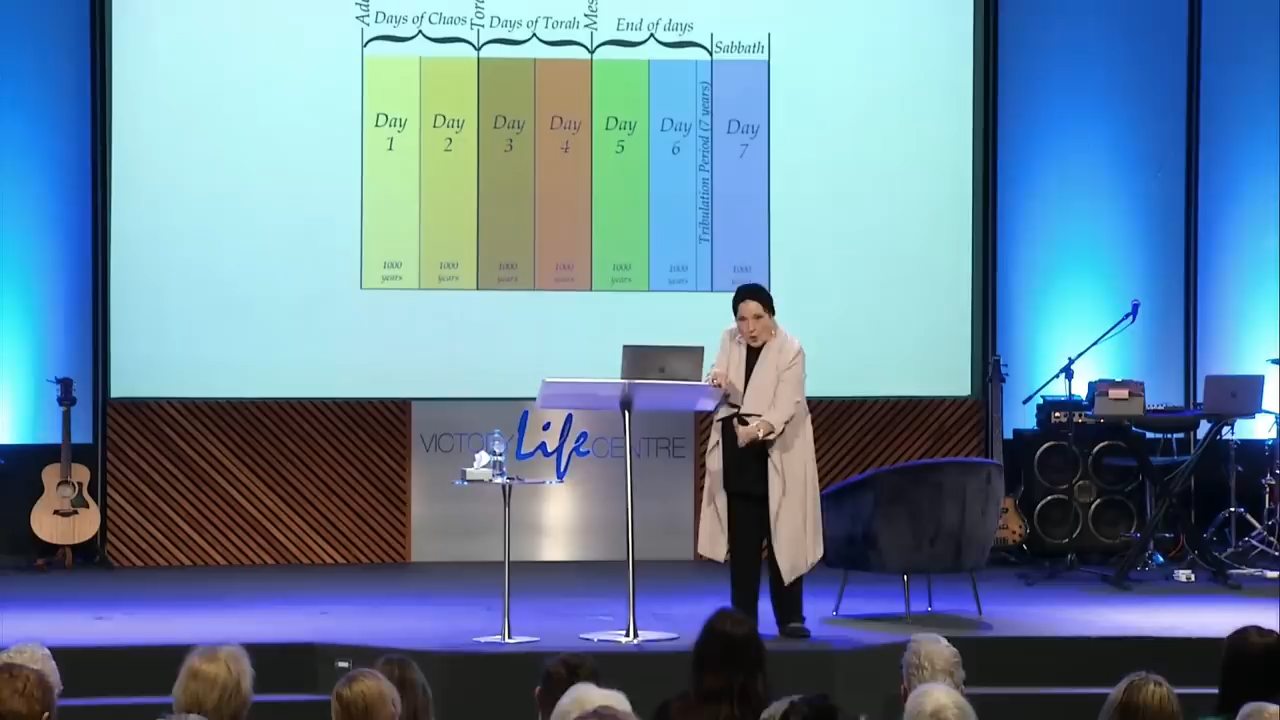 Days of Chaos
Days of Torah
End of days
Sabbath
Day
1
Day
2
Day
3
Day
4
Day
5
Day
6
Tribulation Period (7 years)
Day
7
1000
years
1000
years
1000
years
1000
years
1000
years
1000
years
1000
VICTORY Life CENTRE